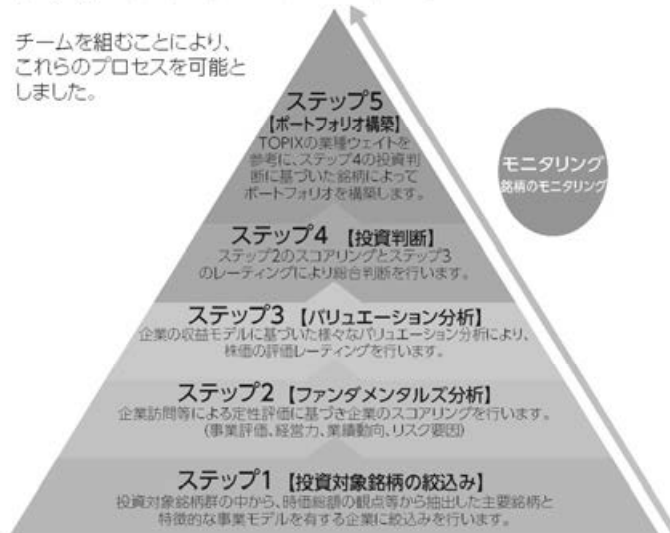 チームを組むことにより、
これらのプロセスを可能と
しました。
ステップ5
【ポートフォリオ構築】
TOPIXの業種ウェイトを
参考に、ステップ4の投資判
断に基づいた銘柄によって
ポートフォリオを構築します。
モニタリング
銘柄のモニタリング
ステップ4 【投資判断】
ステップ2のスコアリングとステップ3
のレーティングにより総合判断を行います。
ステップ3 【バリュエーション分析】
企業の収益モデルに基づいた様々なバリュエーション分析により、
株価の評価レーティングを行います。
ステップ2 【ファンダメンタルズ分析】
企業訪問等による定性評価に基づき企業のスコアリングを行います。
(事業評価、経営力、業績動向、リスク要因)
ステップ1 【投資対象銘柄の絞込み】
投資対象銘柄群の中から、時価総額の観点等から抽出した主要銘柄と
特徴的な事業モデルを有する企業に絞込みを行います。